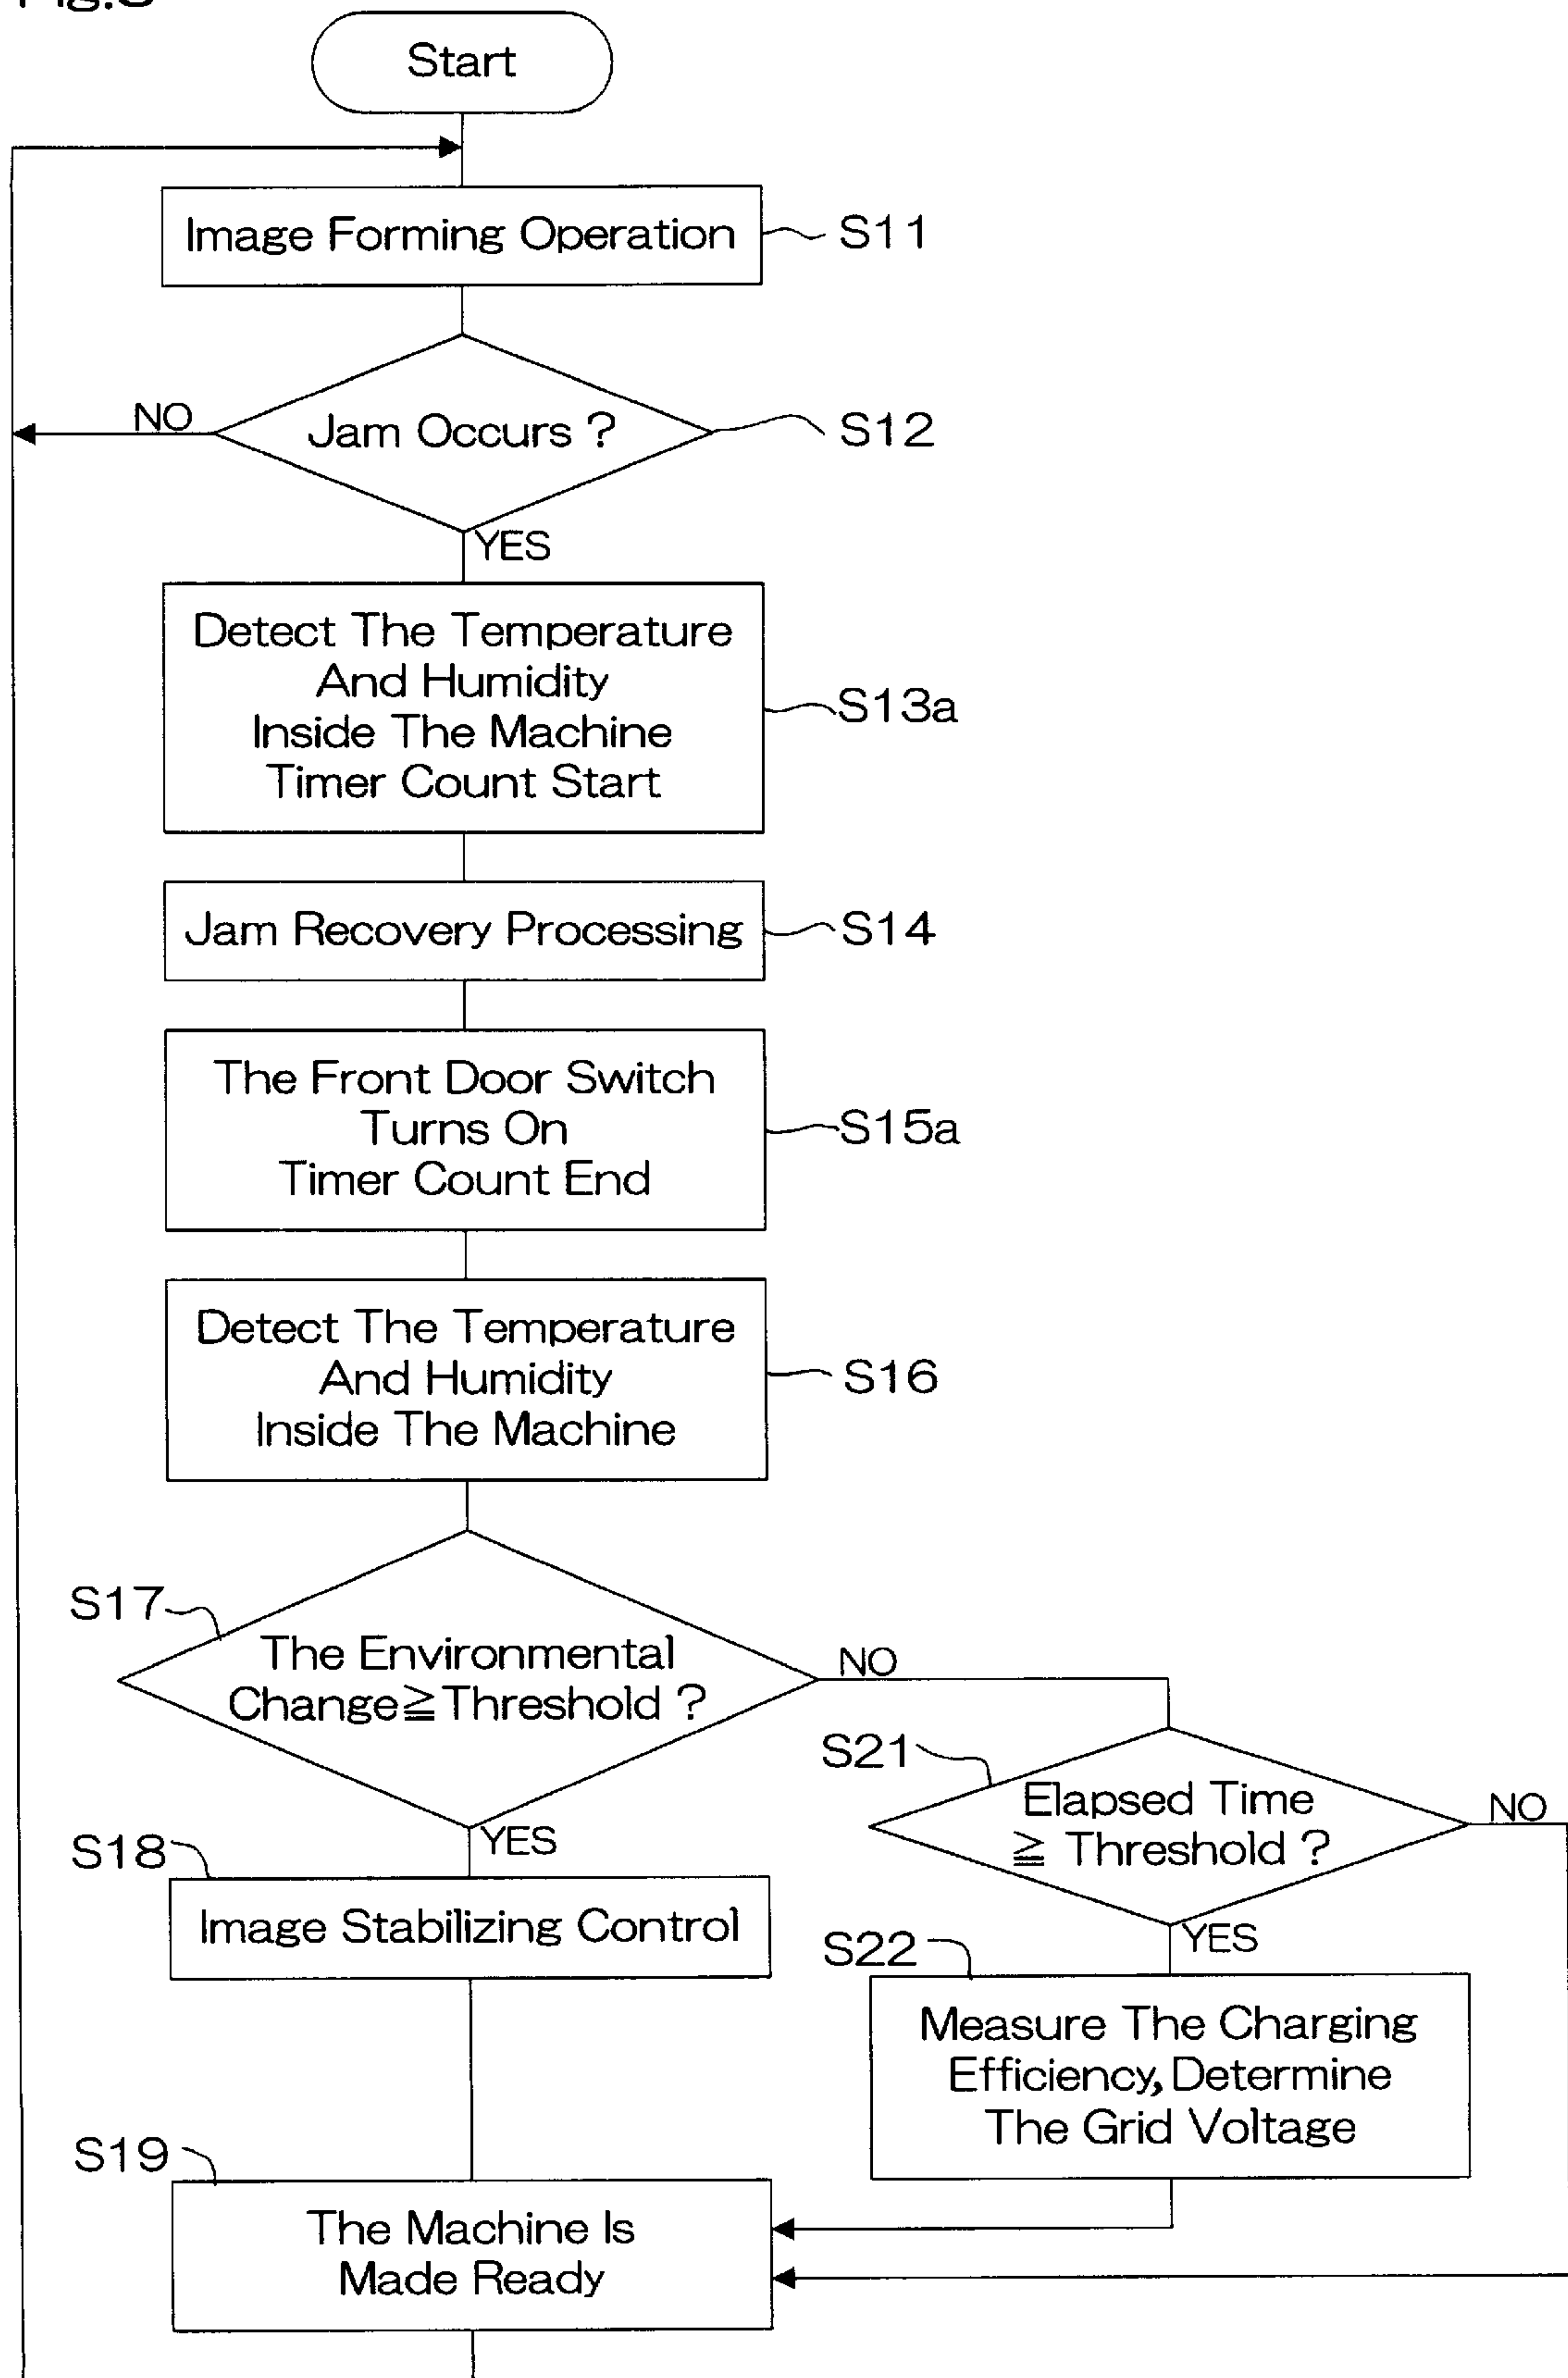 Start
Image Forming Operation
S11
Jam Occurs ?
S12
NO
YES
Detect The Temperature
And Humidity
Inside The Machine
Timer Count Start
S13a
Jam Recovery Processing
S14
The Front Door Switch
Turns On
Timer Count End
S15a
Detect The Temperature
And Humidity
Inside The Machine
S16
S17
The Environmental
Change≧Threshold ?
NO
YES
S21
Elapsed Time
≧ Threshold ?
NO
YES
S18
Image Stabilizing Control
S22
Measure The Charging
Efficiency, Determine
The Grid Voltage
S19
The Machine Is
Made Ready